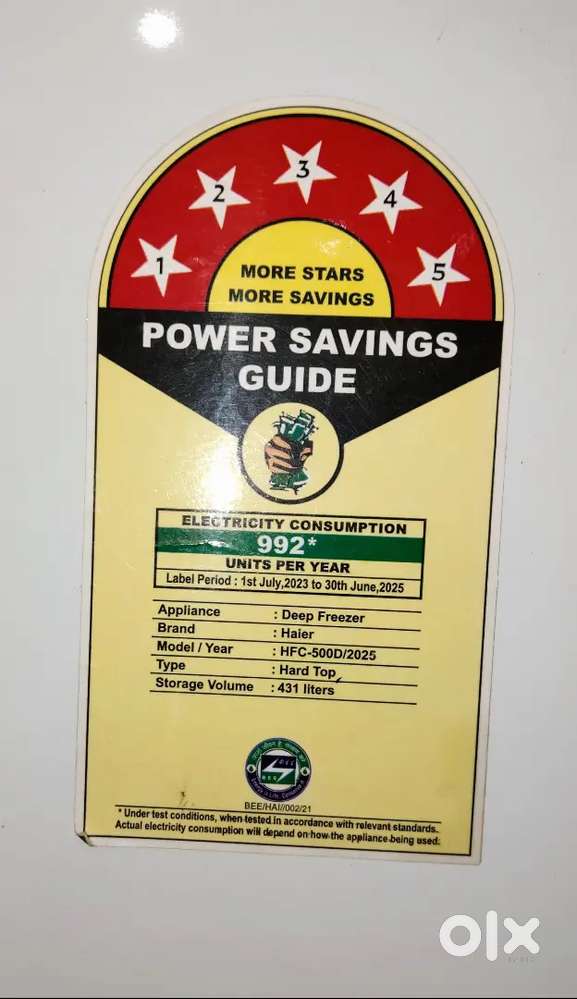 1 2 3 4 5
MORE STARS
MORE SAVINGS
POWER SAVINGS
GUIDE
ELECTRICITY CONSUMPTION
992*
UNITS PER YEAR
Label Period : 1st July,2023 to 30th June,2025
Appliance : Deep Freezer
Brand : Haier
Model / Year : HFC-500D/2025
Type : Hard Top
Storage Volume : 431 liters
BEE
BEE/HAI//002/21
* Under test conditions, when tested in accordance with relevant standards.
Actual electricity consumption will depend on how the appliance being used.
olx